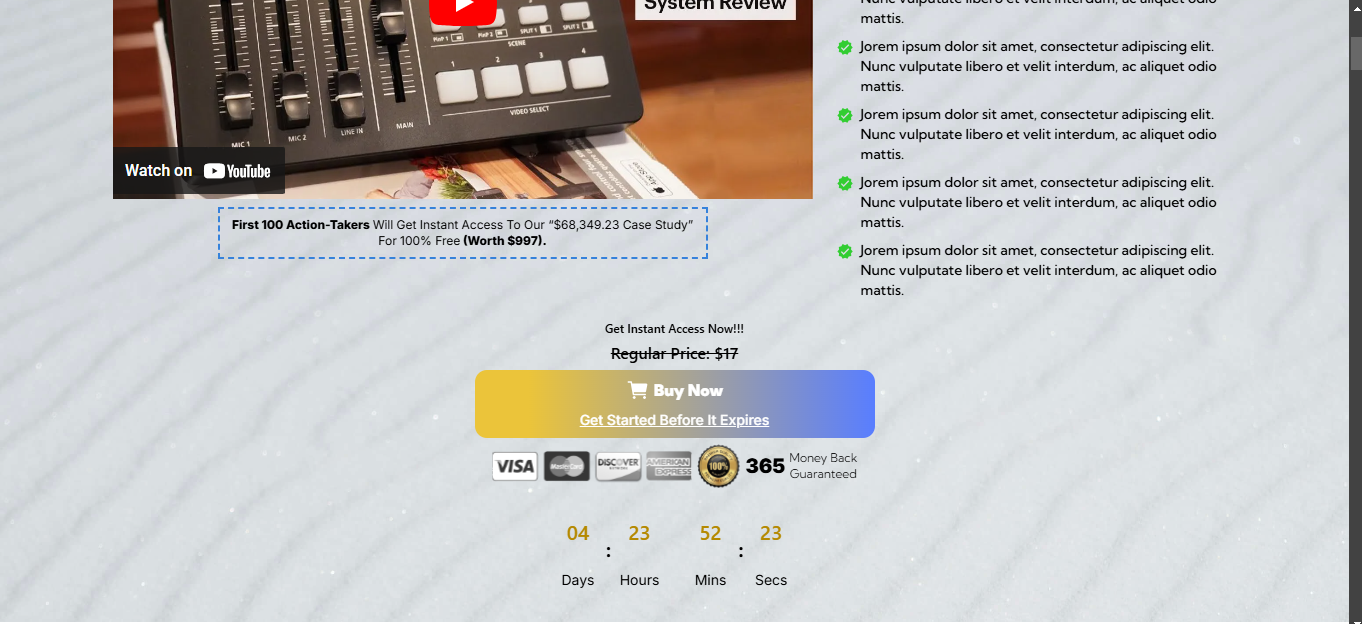 System Review
PinP 1
PinP 2
SPLIT 1
SPLIT 2
SCENE
1
2
3
4
VIDEO SELECT
MIC 1
MIC 2
LINE IN
MAIN
Watch on YouTube
First 100 Action-Takers Will Get Instant Access To Our “$68,349.23 Case Study”
For 100% Free (Worth $997).
Nunc vulputate libero et velit interdum, ac aliquet odio
mattis.
Jorem ipsum dolor sit amet, consectetur adipiscing elit.
Nunc vulputate libero et velit interdum, ac aliquet odio
mattis.
Jorem ipsum dolor sit amet, consectetur adipiscing elit.
Nunc vulputate libero et velit interdum, ac aliquet odio
mattis.
Jorem ipsum dolor sit amet, consectetur adipiscing elit.
Nunc vulputate libero et velit interdum, ac aliquet odio
mattis.
Jorem ipsum dolor sit amet, consectetur adipiscing elit.
Nunc vulputate libero et velit interdum, ac aliquet odio
mattis.
Get Instant Access Now!!!
Regular Price: $17
Buy Now
Get Started Before It Expires
VISA
MasterCard
DISCOVER
AMERICAN
EXPRESS
100%
365 Money Back
Guaranteed
04 : 23 52 : 23
Days Hours Mins Secs